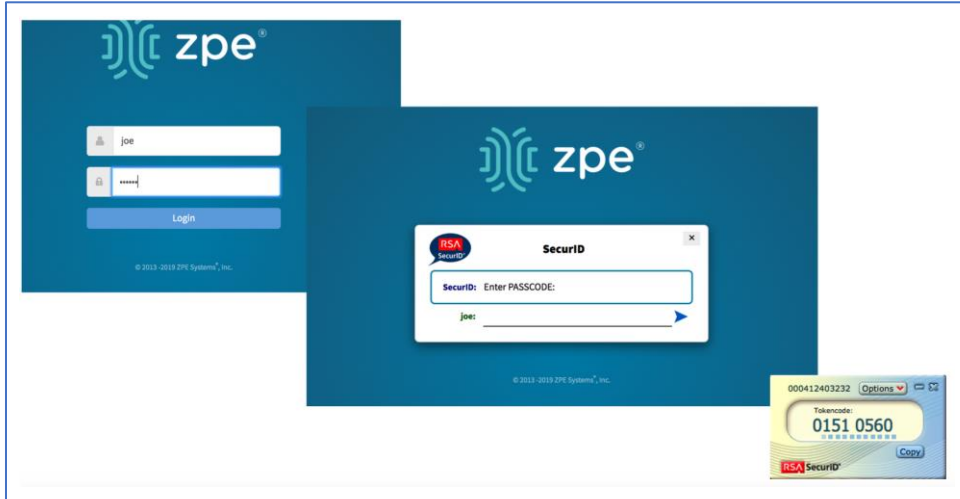 zpe®
joe
••••••
Login
© 2013 -2019 ZPE Systems®, Inc.
zpe®
RSA
SecurID®
SecurID
×
SecurID: Enter PASSCODE:
joe:
© 2013 -2019 ZPE Systems®, Inc.
000412403232 Options
Tokencode:
0151 0560
Copy
RSA SecurID®